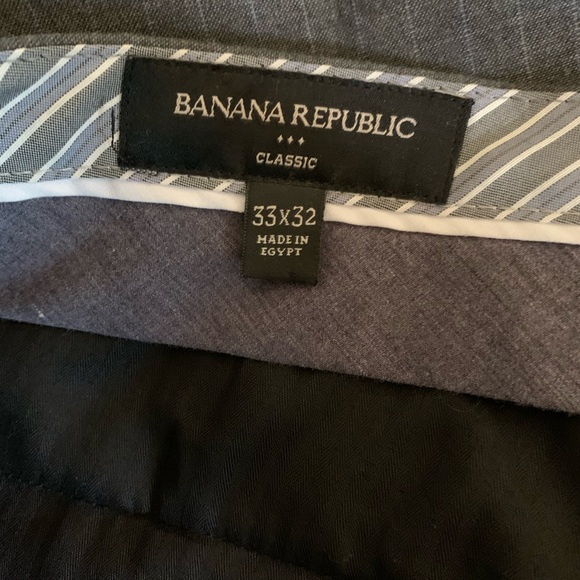 BANANA REPUBLIC
CLASSIC
33X32
MADE IN
EGYPT